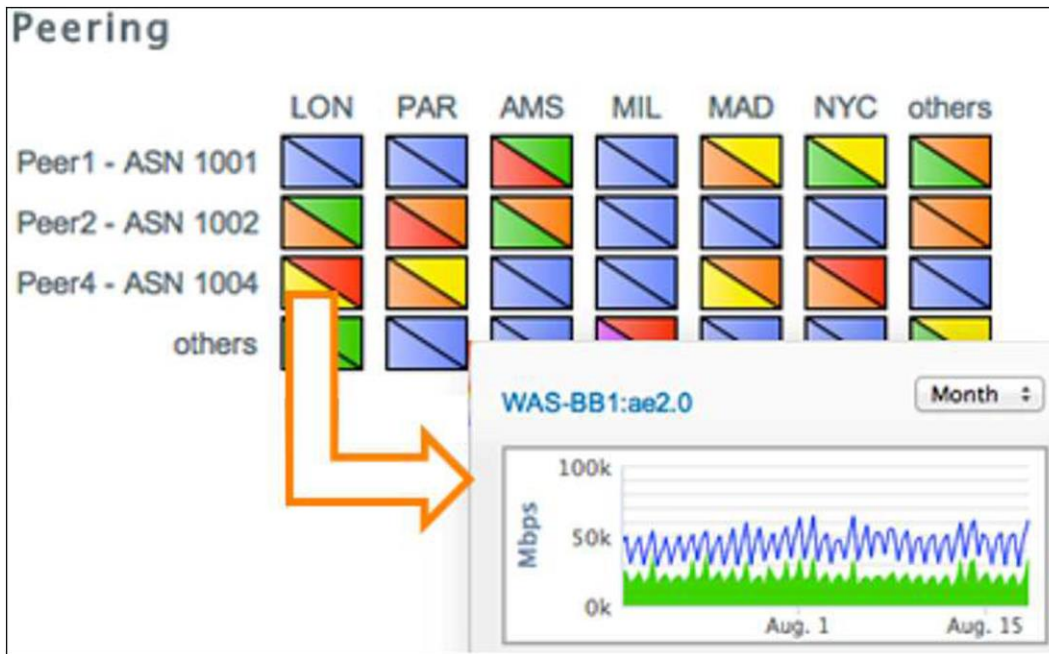 Peering
LON PAR AMS MIL MAD NYC others
Peer1 - ASN 1001
Peer2 - ASN 1002
Peer4 - ASN 1004
others
WAS-BB1:ae2.0
Month
100k
Mbps
50k
0k
Aug. 1 Aug. 15